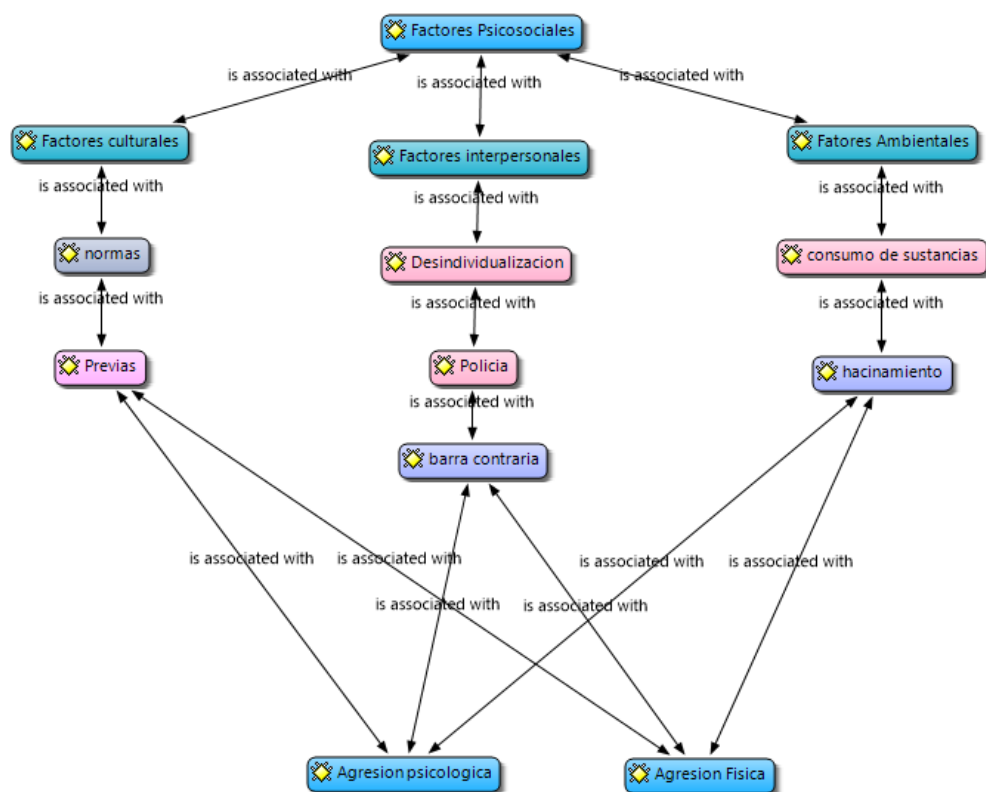 Factores Psicosociales
is associated with
is associated with
is associated with
Factores culturales
Factores interpersonales
Fatores Ambientales
is associated with
is associated with
is associated with
normas
Desindividualizacion
consumo de sustancias
is associated with
is associated with
is associated with
Previas
Policia
hacinamiento
is associated with
barra contraria
is associated with
is associated with
is associated with
is associated with
is associated with
is associated with
Agresion psicologica
Agresion Fisica